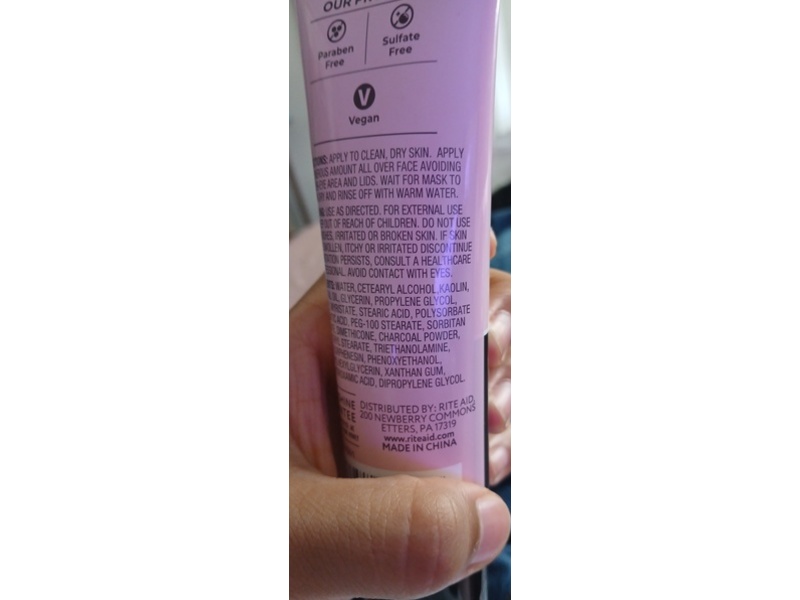 OUR PR
Paraben
Free
Sulfate
Free
V
Vegan
APPLY TO CLEAN, DRY SKIN. APPLY
AMOUNT ALL OVER FACE AVOIDING
AREA AND LIDS. WAIT FOR MASK TO
AND RINSE OFF WITH WARM WATER.
USE AS DIRECTED. FOR EXTERNAL USE
OUT OF REACH OF CHILDREN. DO NOT USE
IRRITATED OR BROKEN SKIN. IF SKIN
ITCHY OR IRRITATED DISCONTINUE
PERSISTS, CONSULT A HEALTHCARE
AVOID CONTACT WITH EYES.
WATER, CETEARYL ALCOHOL, KAOLIN,
OIL, GLYCERIN, PROPYLENE GLYCOL,
STEARIC ACID, POLYSORBATE
ACID, PEG-100 STEARATE, SORBITAN
DIMETHICONE, CHARCOAL POWDER,
STEARATE, TRIETHANOLAMINE,
PHENOXYETHANOL,
XANTHAN GUM,
ACID, DIPROPYLENE GLYCOL.
DISTRIBUTED BY: RITE AID,
200 NEWBERRY COMMONS
ETTERS, PA 17319
www.riteaid.com
MADE IN CHINA